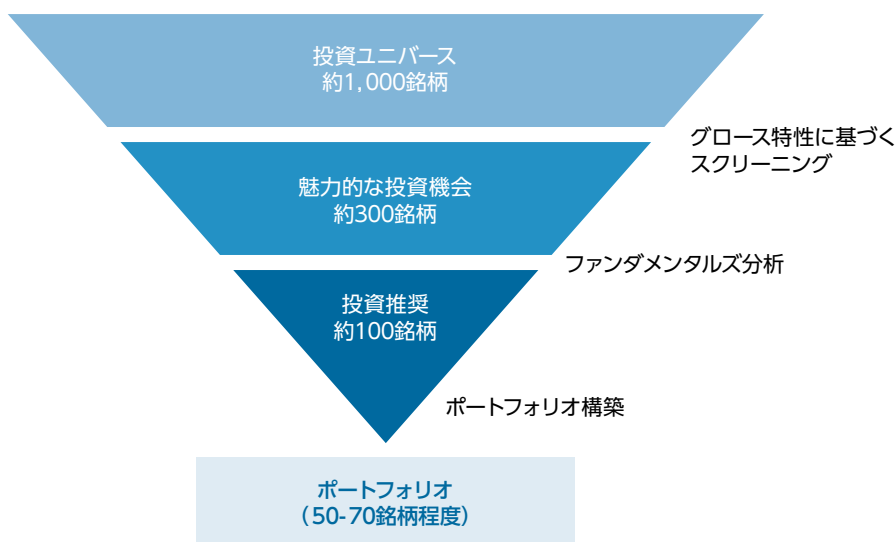 投資ユニバース
約1,000銘柄
グロース特性に基づく
スクリーニング
魅力的な投資機会
約300銘柄
ファンダメンタルズ分析
投資推奨
約100銘柄
ポートフォリオ構築
ポートフォリオ
（50-70銘柄程度）